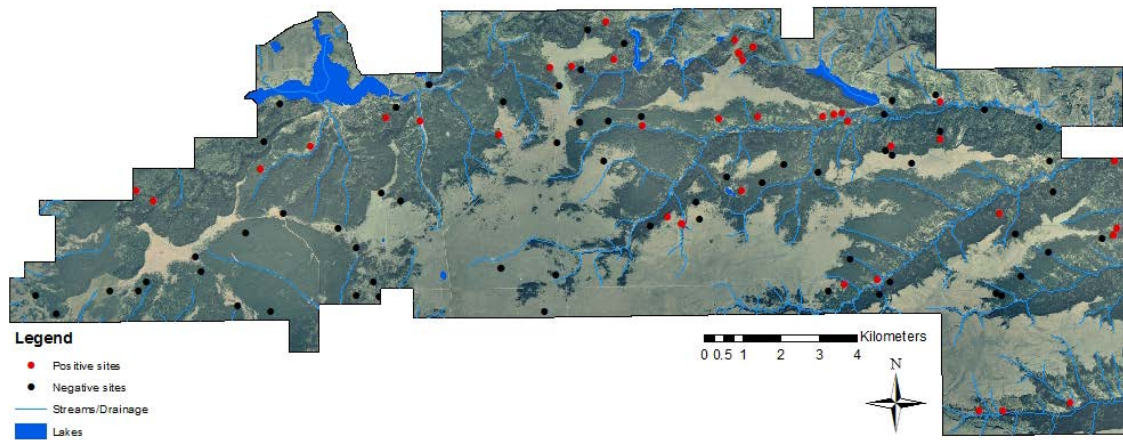 Legend
Positive sites
Negative sites
Streams/Drainage
Lakes
Kilometers
0 0.5 1 2 3 4
N